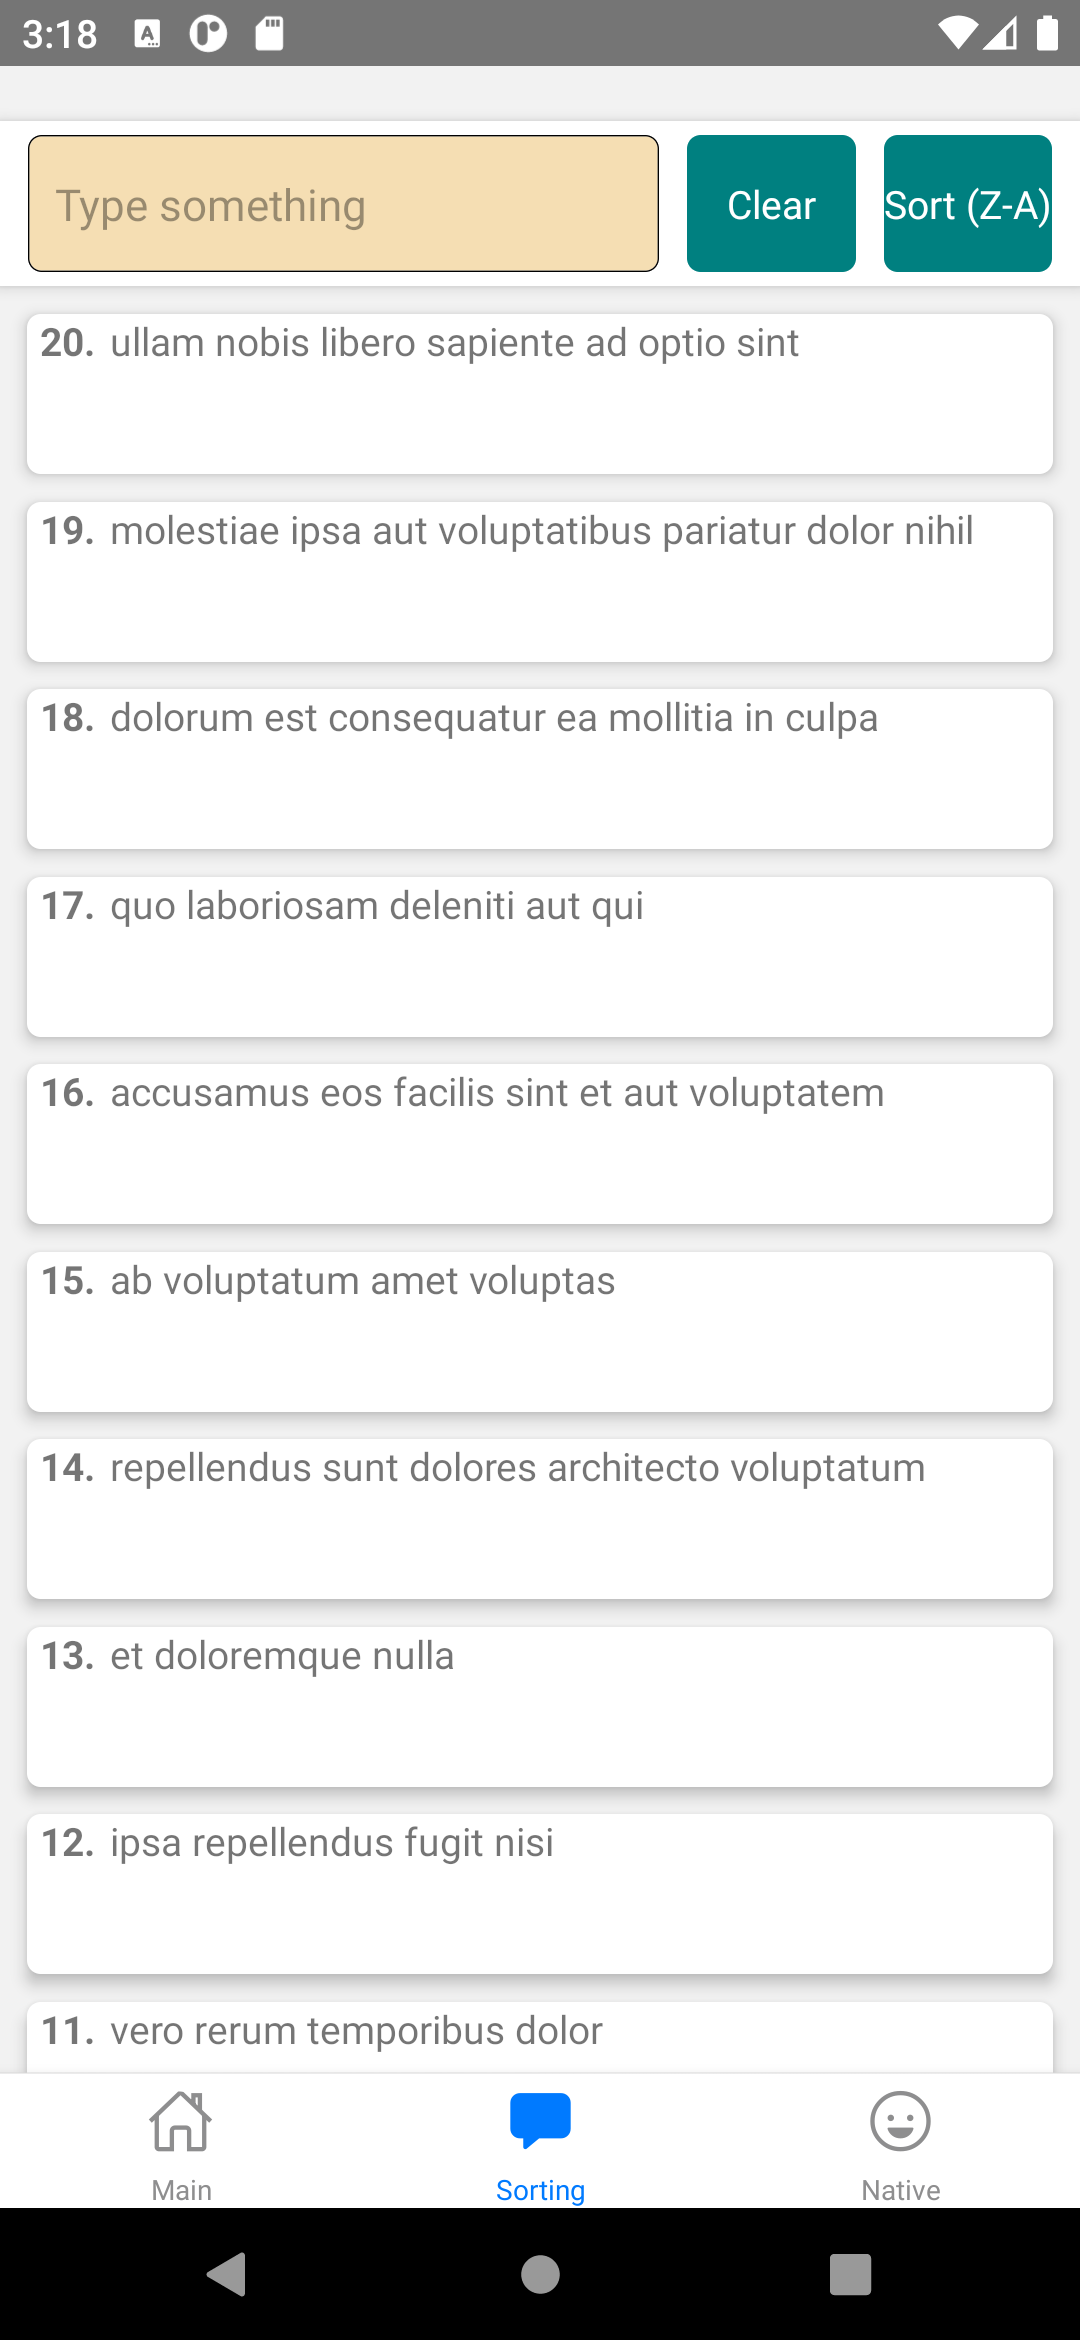 3:18
Type something
Clear
Sort (Z-A)
20. ullam nobis libero sapiente ad optio sint
19. molestiae ipsa aut voluptatibus pariatur dolor nihil
18. dolorum est consequatur ea mollitia in culpa
17. quo laboriosam deleniti aut qui
16. accusamus eos facilis sint et aut voluptatem
15. ab voluptatum amet voluptas
14. repellendus sunt dolores architecto voluptatum
13. et doloremque nulla
12. ipsa repellendus fugit nisi
11. vero rerum temporibus dolor
Main
Sorting
Native